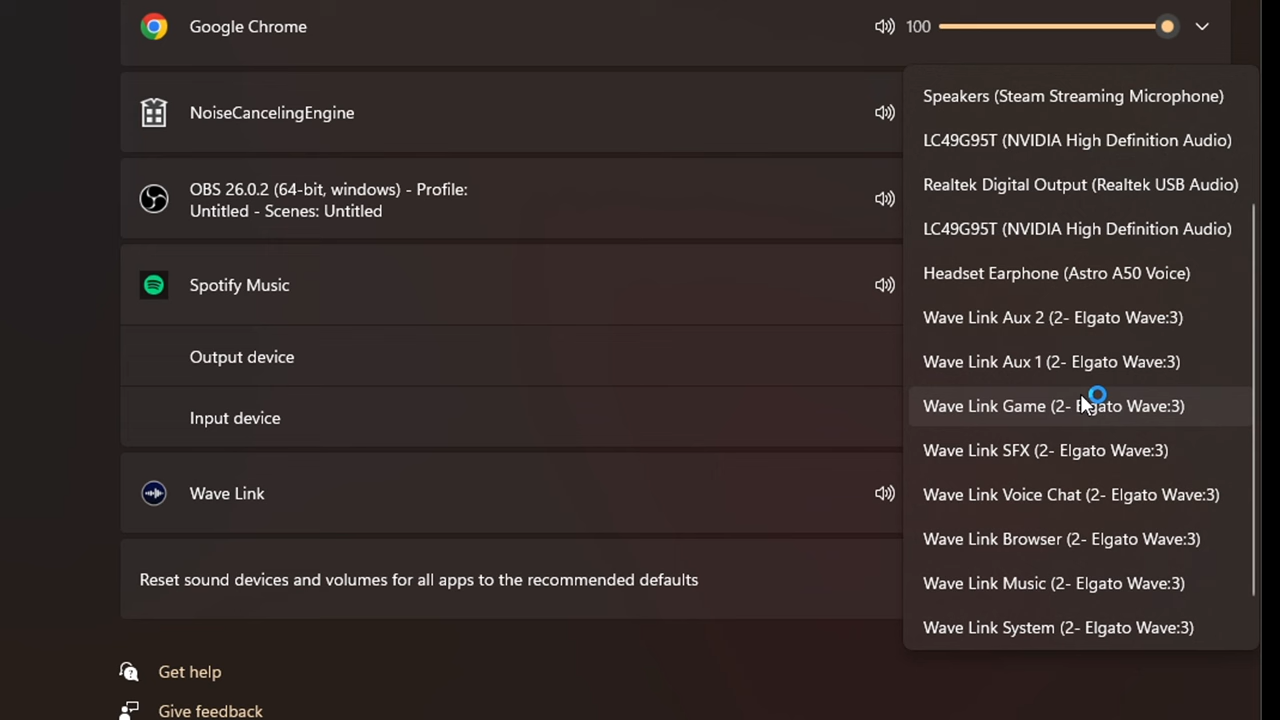 Google Chrome
100
NoiseCancelingEngine
OBS 26.0.2 (64-bit, windows) - Profile:
Untitled - Scenes: Untitled
Spotify Music
Output device
Input device
Wave Link
Reset sound devices and volumes for all apps to the recommended defaults
Get help
Give feedback
Speakers (Steam Streaming Microphone)
LC49G95T (NVIDIA High Definition Audio)
Realtek Digital Output (Realtek USB Audio)
LC49G95T (NVIDIA High Definition Audio)
Headset Earphone (Astro A50 Voice)
Wave Link Aux 2 (2- Elgato Wave:3)
Wave Link Aux 1 (2- Elgato Wave:3)
Wave Link Game (2- Elgato Wave:3)
Wave Link SFX (2- Elgato Wave:3)
Wave Link Voice Chat (2- Elgato Wave:3)
Wave Link Browser (2- Elgato Wave:3)
Wave Link Music (2- Elgato Wave:3)
Wave Link System (2- Elgato Wave:3)